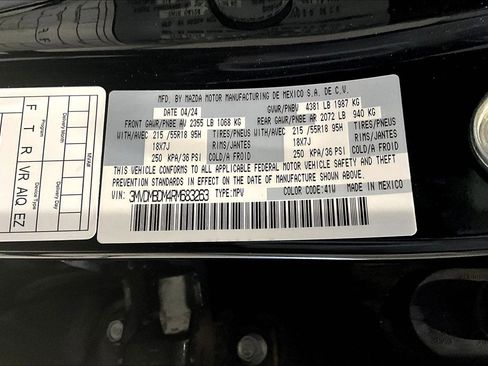 MFD. BY MAZDA MOTOR MANUFACTURING DE MEXICO S.A. DE C.V.
DATE 04/24 GVWR/PNBV 4381 LB 1987 KG
FRONT GAWR/PNBE AV 2355 LB 1068 KG REAR GAWR/PNBE AR 2072 LB 940 KG
WITH/AVEC 215 /55R18 95H TIRES/PNEUS WITH/AVEC 215 /55R18 95H TIRES/PNEUS
18X7J RIMS/JANTES 18X7J RIMS/JANTES
250 KPA/36 PSI COLD/A FROID 250 KPA/36 PSI COLD/A FROID
THIS VEHICLE CONFORMS TO ALL APPLICABLE FEDERAL MOTOR VEHICLE SAFETY AND THEFT
PREVENTION STANDARDS IN EFFECT ON THE DATE OF MANUFACTURE SHOWN ABOVE.
VIN: 3MVDMBDM4RM683263 TYPE:MPV COLOR CODE:41W MADE IN MEXICO
F T R VR AIQ EZ